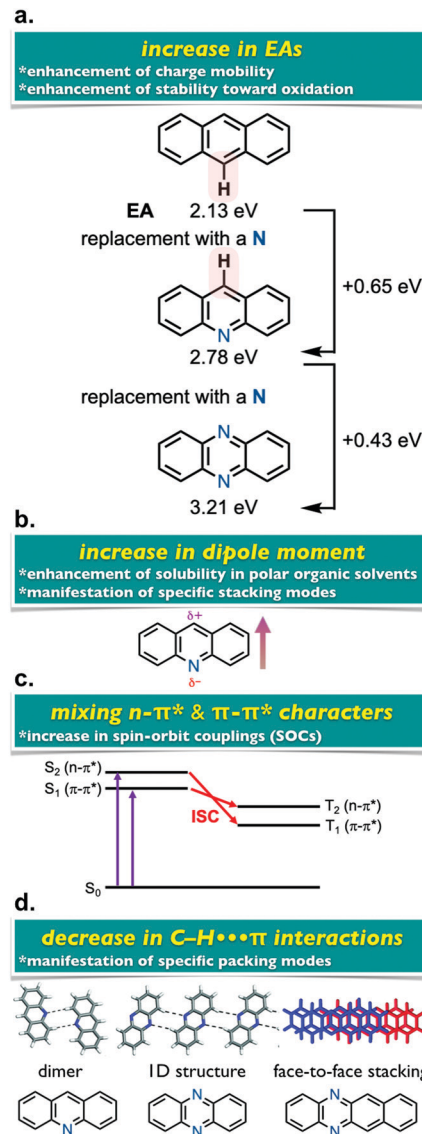 a.
increase in EAs
*enhancement of charge mobility
*enhancement of stability toward oxidation
H
EA 2.13 eV
replacement with a N
+0.65 eV
H
N
2.78 eV
replacement with a N
+0.43 eV
N
N
3.21 eV
b.
increase in dipole moment
*enhancement of solubility in polar organic solvents
*manifestation of specific stacking modes
δ+
N
δ−
c.
mixing n-π* & π-π* characters
*increase in spin-orbit couplings (SOCs)
S2 (n-π*)
S1 (π-π*)
ISC
T2 (n-π*)
T1 (π-π*)
S0
d.
decrease in C–H•••π interactions
*manifestation of specific packing modes
dimer 1D structure face-to-face stacking
N N
N N N